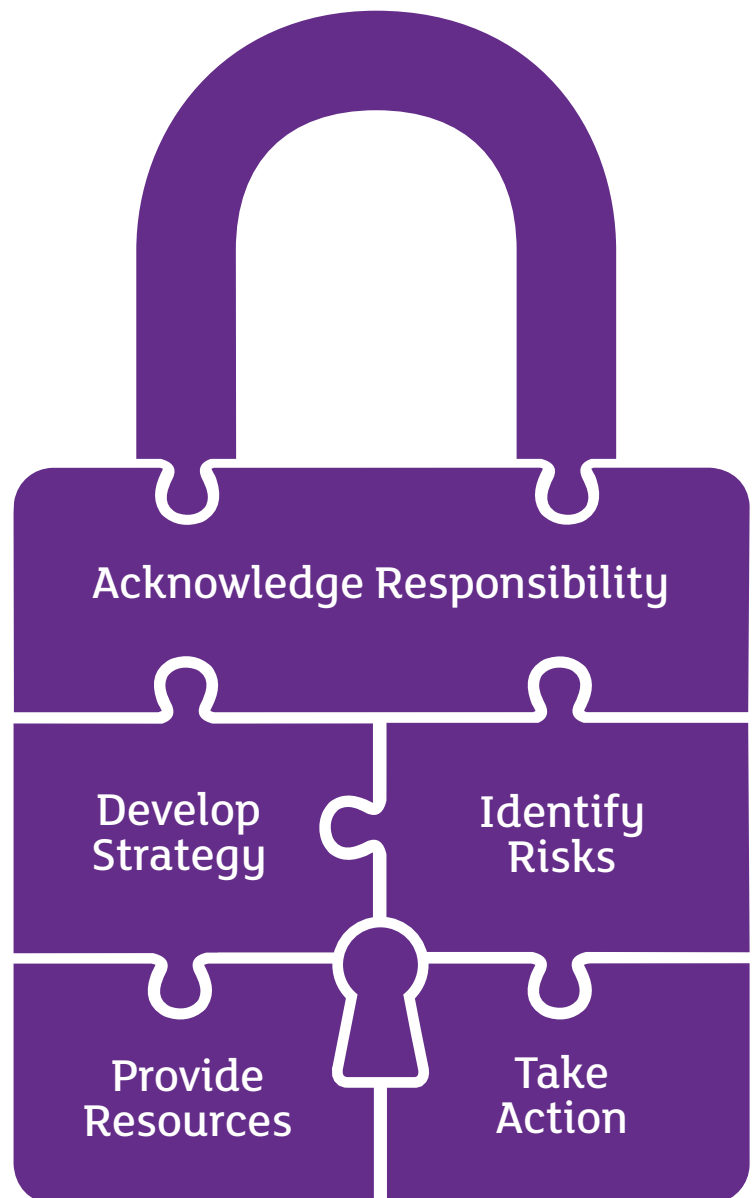 Acknowledge Responsibility
Develop
Strategy
Identify
Risks
Provide
Resources
Take
Action